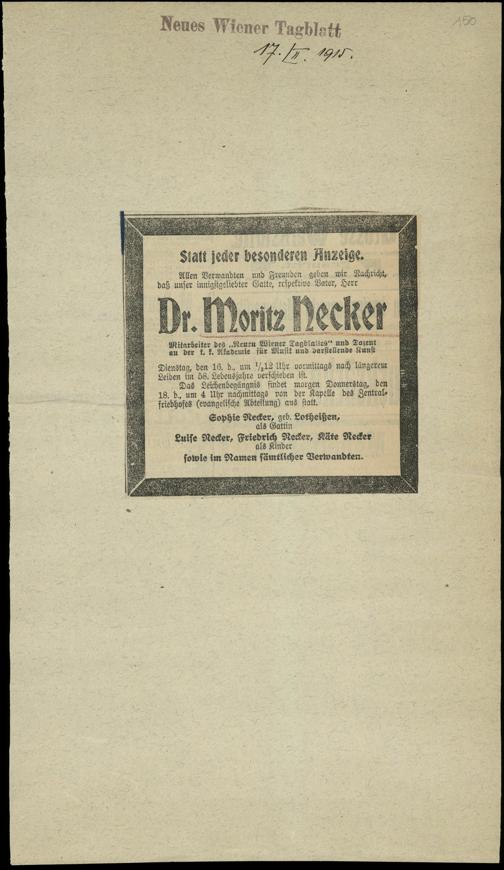 150
Neues Wiener Tagblatt
17./II. 1915.
Statt jeder besonderen Anzeige.
Allen Verwandten und Freunden geben wir Nachricht,
daß unser innigstgeliebter Gatte, respektive Vater, Herr
Dr. Moritz Necker
Mitarbeiter des „Neuen Wiener Tagblattes" und Dozent
an der k. k. Akademie für Musik und darstellende Kunst
Dienstag, den 16. d., um 1/212 Uhr vormittags nach längerem
Leiden im 58. Lebensjahre verschieden ist.
Das Leichenbegängnis findet morgen Donnerstag, den
18. d., um 4 Uhr nachmittags von der Kapelle des Zentral-
friedhofes (evangelische Abteilung) aus statt.
Sophie Necker, geb. Lotheißen,
als Gattin
Luise Necker, Friedrich Necker, Käte Necker
als Kinder
sowie im Namen sämtlicher Verwandten.